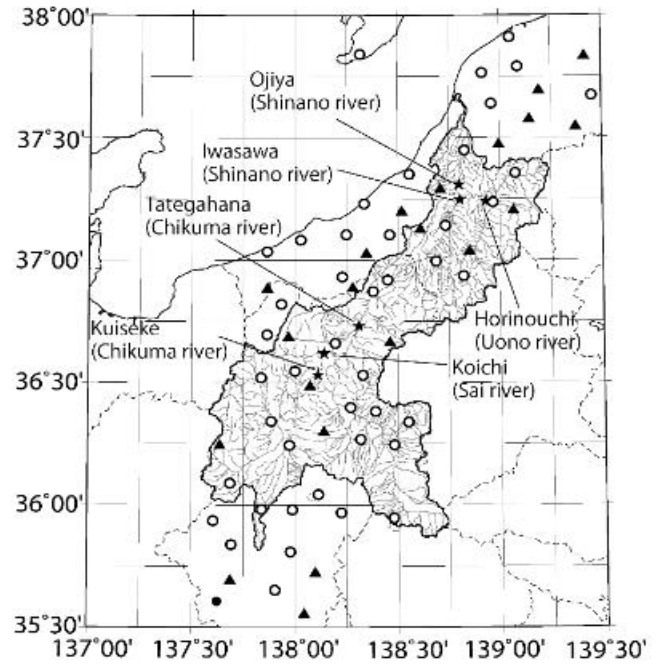 38°00'
Ojiya
(Shinano river)
37°30'
Iwasawa
(Shinano river)
Tategahana
(Chikuma river)
37°00'
Kuiseke
(Chikuma river)
Horinouchi
(Uono river)
Koichi
(Sai river)
36°30'
36°00'
35°30'
137°00' 137°30' 138°00' 138°30' 139°00' 139°30'